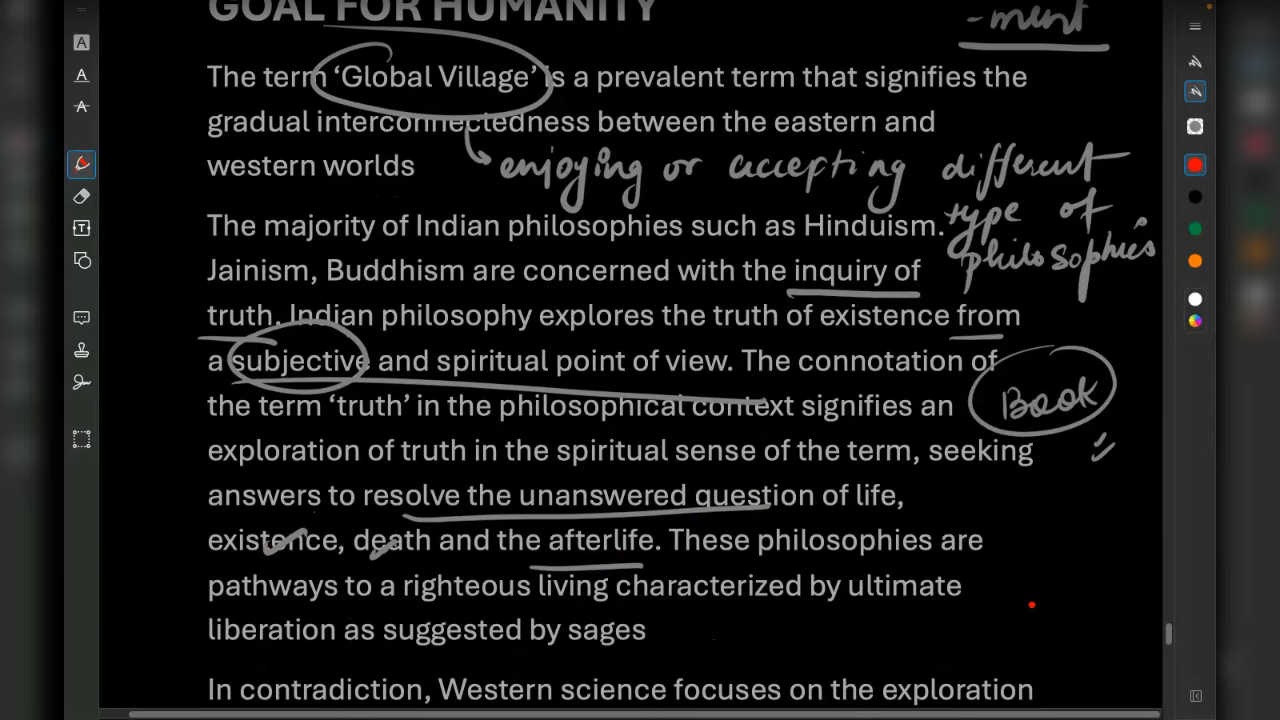 GOAL FOR HUMANITY
-ment
The term ‘Global Village’ is a prevalent term that signifies the
gradual interconnectedness between the eastern and
western worlds
enjoying or accepting different
type of
philosophies
The majority of Indian philosophies such as Hinduism.
Jainism, Buddhism are concerned with the inquiry of
truth. Indian philosophy explores the truth of existence from
a subjective and spiritual point of view. The connotation of
the term ‘truth’ in the philosophical context signifies an
Book
exploration of truth in the spiritual sense of the term, seeking
answers to resolve the unanswered question of life,
existence, death and the afterlife. These philosophies are
pathways to a righteous living characterized by ultimate
liberation as suggested by sages
In contradiction, Western science focuses on the exploration